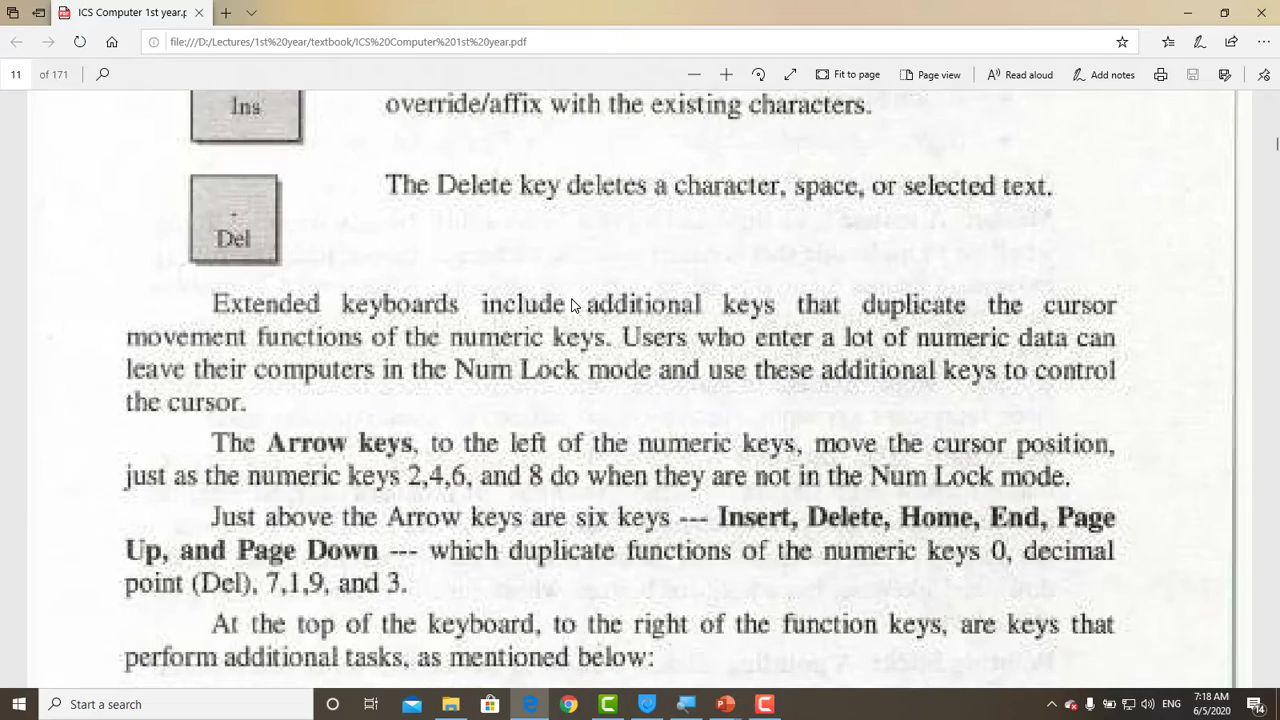 ICS Computer 1st year.p
file:///D:/Lectures/1st%20year/textbook/ICS%20Computer%201st%20year.pdf
11 of 171
Fit to page
Page view
Read aloud
Add notes
Ins
override/affix with the existing characters.
The Delete key deletes a character, space, or selected text.
.
Del
Extended keyboards include additional keys that duplicate the cursor
movement functions of the numeric keys. Users who enter a lot of numeric data can
leave their computers in the Num Lock mode and use these additional keys to control
the cursor.
The Arrow keys, to the left of the numeric keys, move the cursor position,
just as the numeric keys 2,4,6, and 8 do when they are not in the Num Lock mode.
Just above the Arrow keys are six keys --- Insert, Delete, Home, End, Page
Up, and Page Down --- which duplicate functions of the numeric keys 0, decimal
point (Del), 7,1,9, and 3.
At the top of the keyboard, to the right of the function keys, are keys that
perform additional tasks, as mentioned below:
Start a search
ENG
7:18 AM
6/5/2020
14